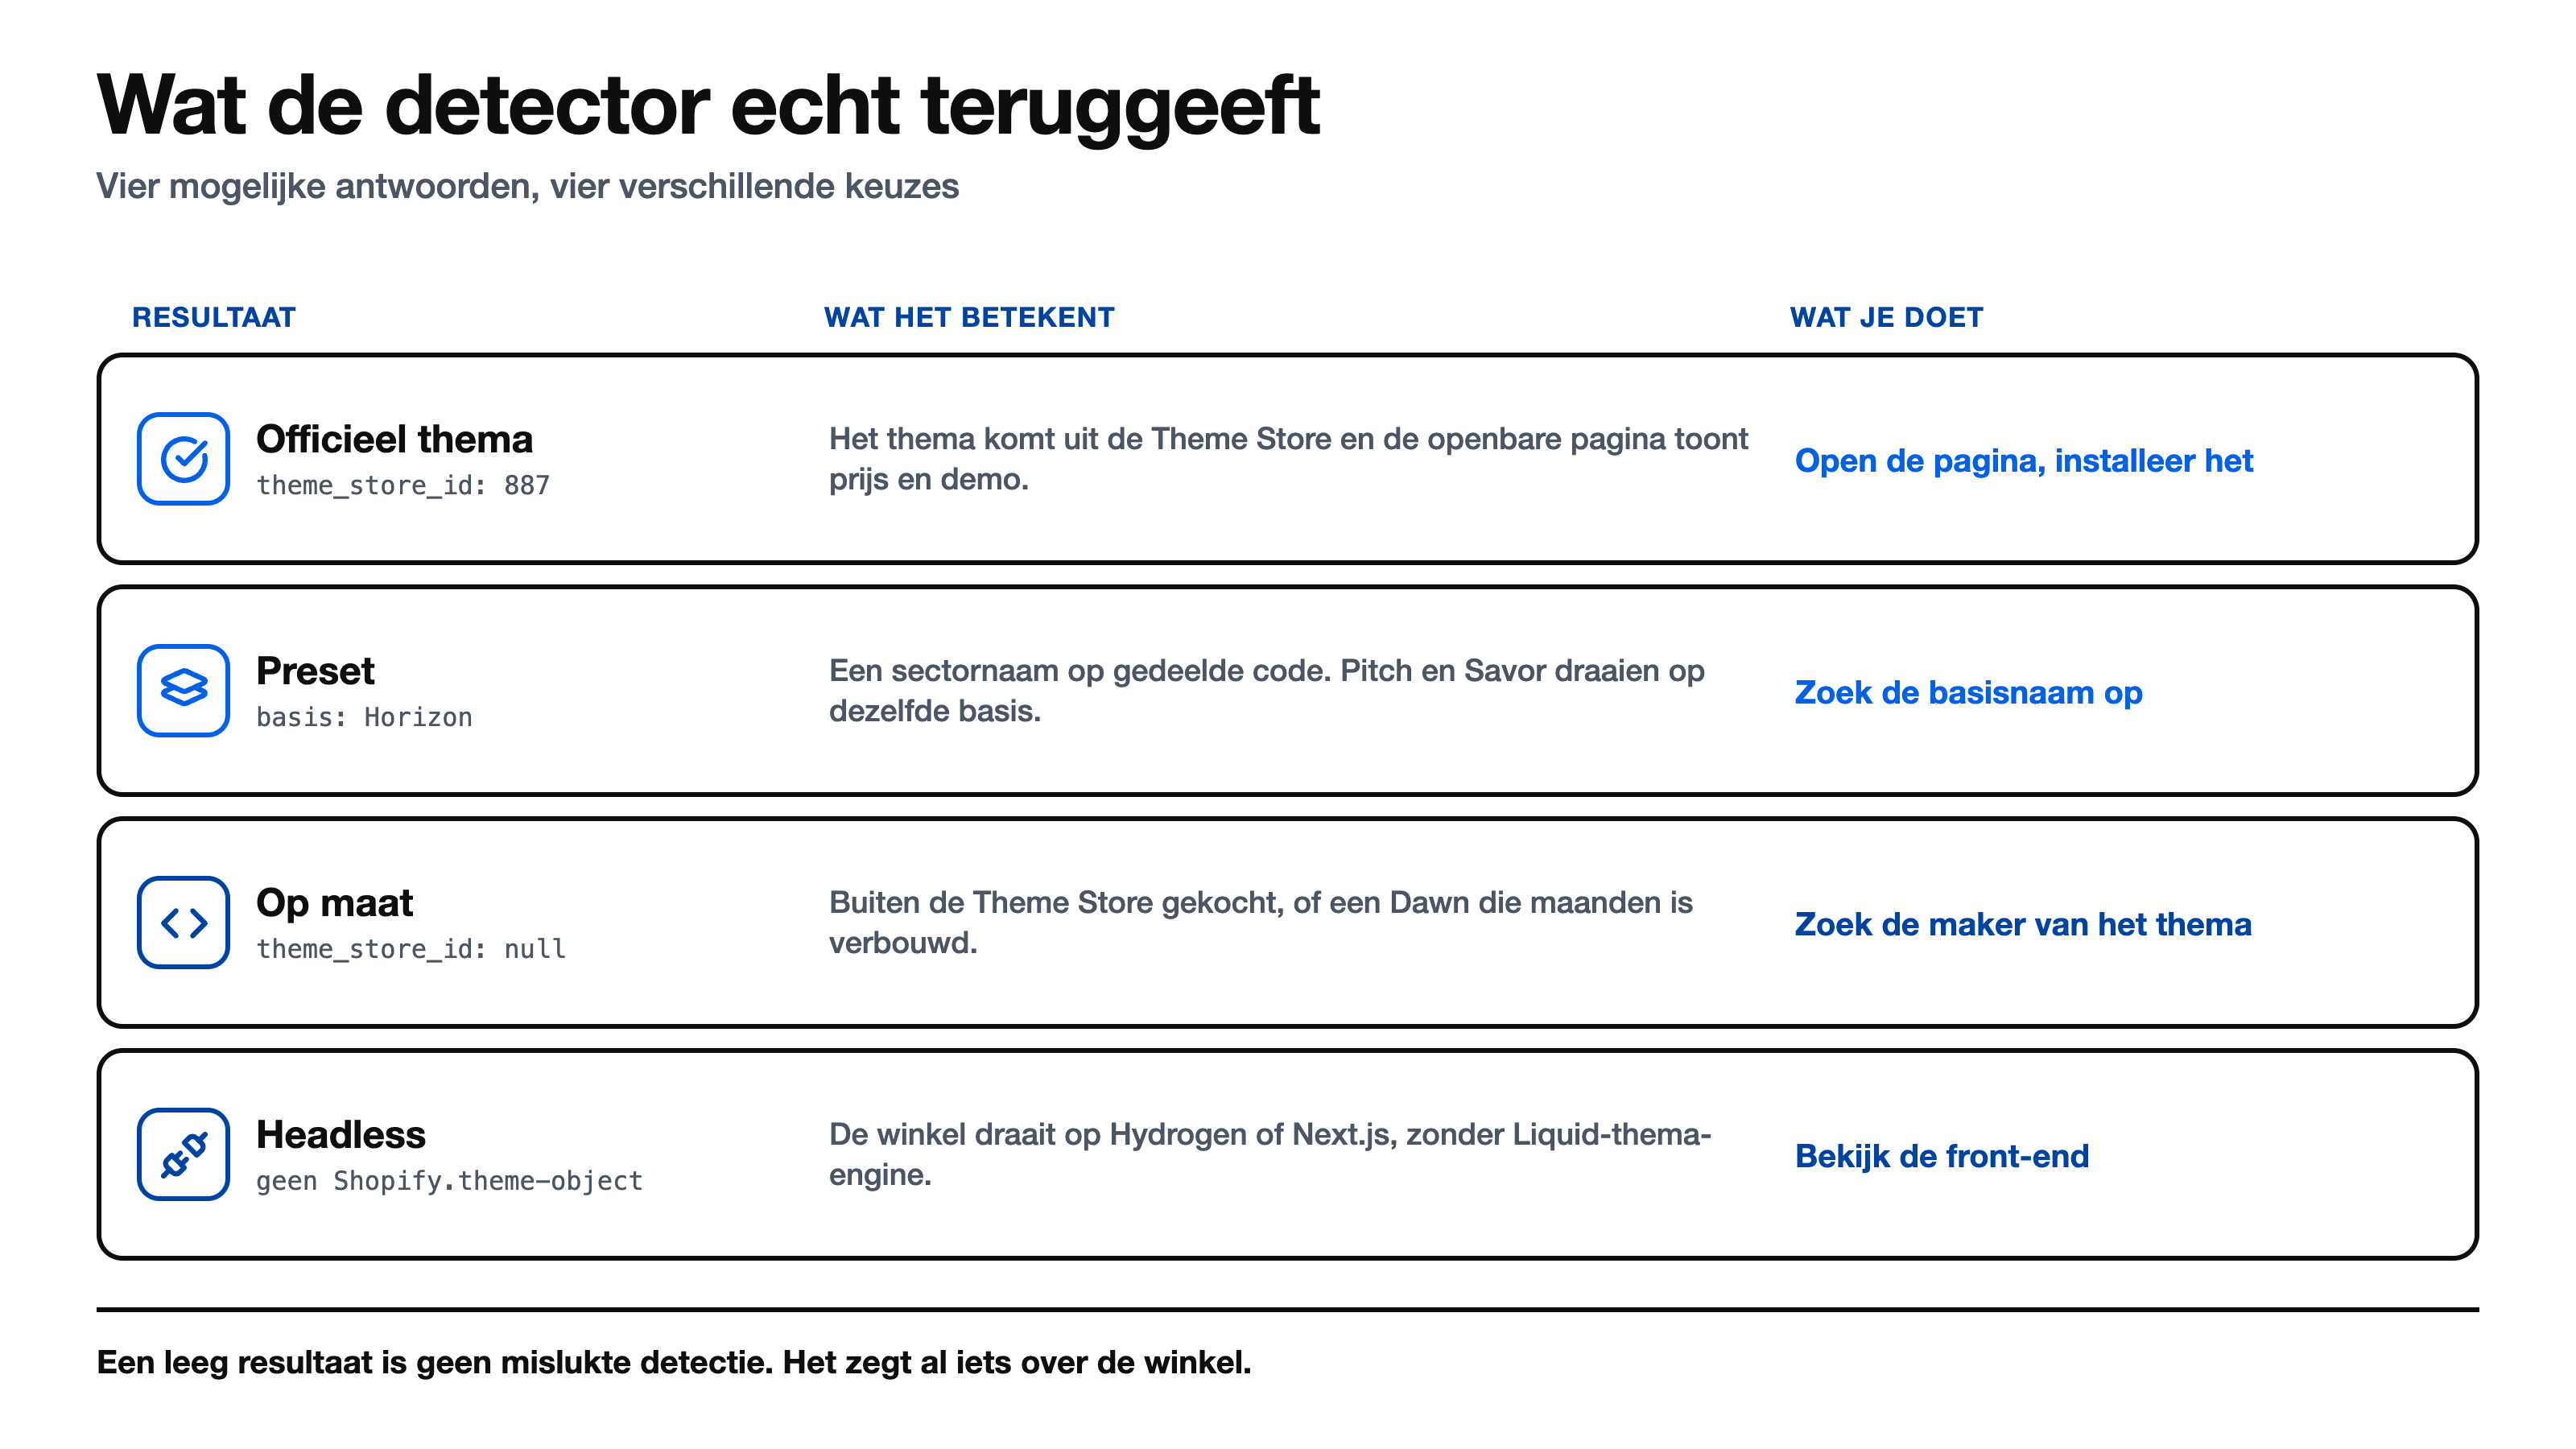 Wat de detector echt teruggeeft
Vier mogelijke antwoorden, vier verschillende keuzes
RESULTAAT
WAT HET BETEKENT
WAT JE DOET
Officieel thema
theme_store_id: 887
Het thema komt uit de Theme Store en de openbare pagina toont
prijs en demo.
Open de pagina, installeer het
Preset
basis: Horizon
Een sectornaam op gedeelde code. Pitch en Savor draaien op
dezelfde basis.
Zoek de basisnaam op
Op maat
theme_store_id: null
Buiten de Theme Store gekocht, of een Dawn die maanden is
verbouwd.
Zoek de maker van het thema
Headless
geen Shopify.theme-object
De winkel draait op Hydrogen of Next.js, zonder Liquid-thema-
engine.
Bekijk de front-end
Een leeg resultaat is geen mislukte detectie. Het zegt al iets over de winkel.